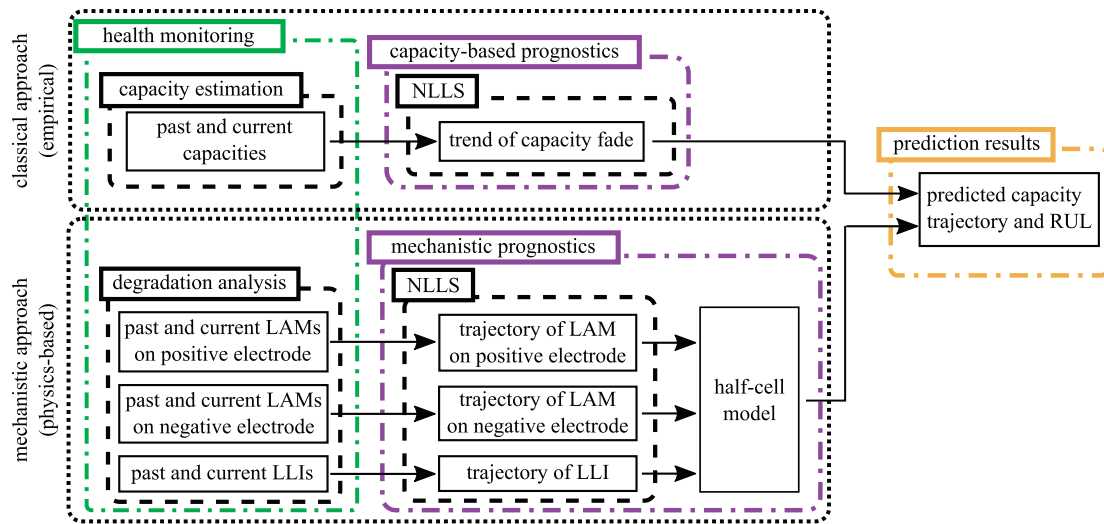 classical approach
(empirical)
health monitoring
capacity estimation
past and current
capacities
capacity-based prognostics
NLLS
trend of capacity fade
prediction results
predicted capacity
trajectory and RUL
mechanistic approach
(physics-based)
degradation analysis
past and current LAMs
on positive electrode
past and current LAMs
on negative electrode
past and current LLIs
mechanistic prognostics
NLLS
trajectory of LAM
on positive electrode
trajectory of LAM
on negative electrode
trajectory of LLI
half-cell
model